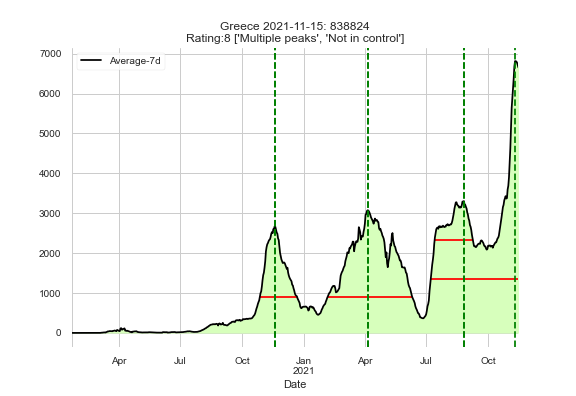 Greece 2021-11-15: 838824
Rating:8 ['Multiple peaks', 'Not in control']
Average-7d
7000
6000
5000
4000
3000
2000
1000
0
Apr Jul Oct Jan Apr Jul Oct
2021
Date